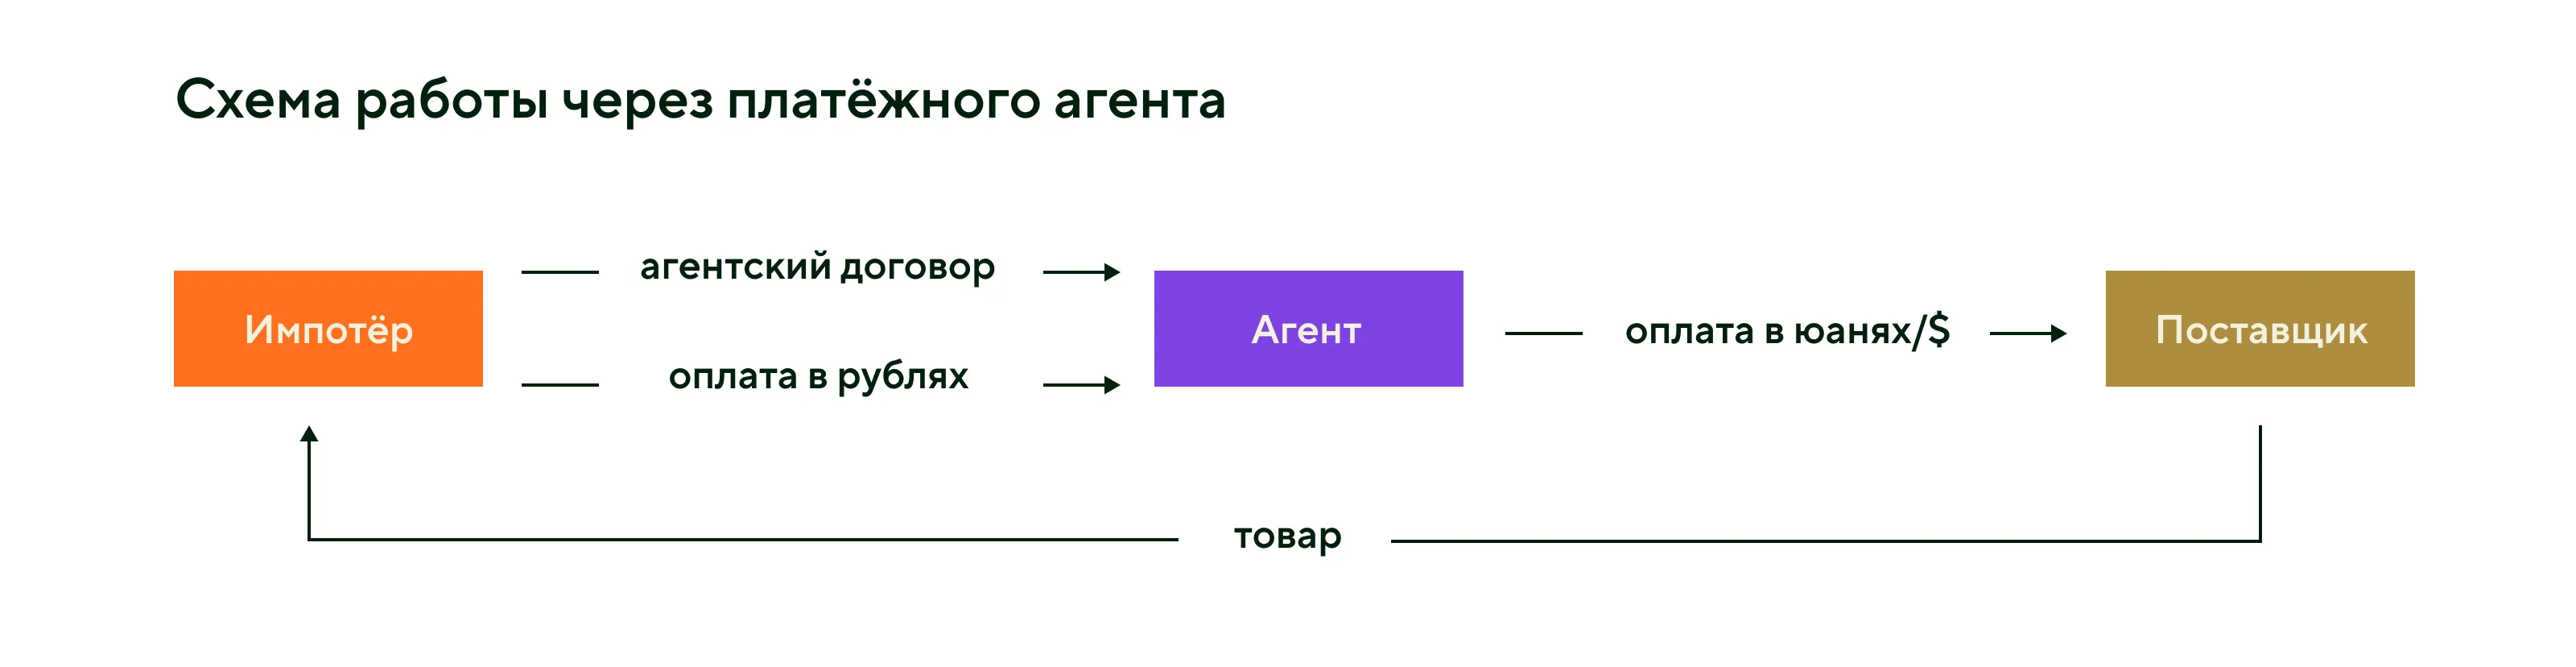 Схема работы через платёжного агента
агентский договор
Импотёр
Агент
оплата в юанях/$
Поставщик
оплата в рублях
товар